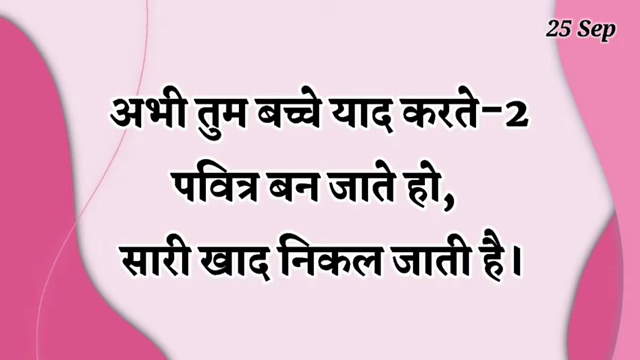 25 Sep
अभी तुम बच्चे याद करते-2
पवित्र बन जाते हो,
सारी खाद निकल जाती है।